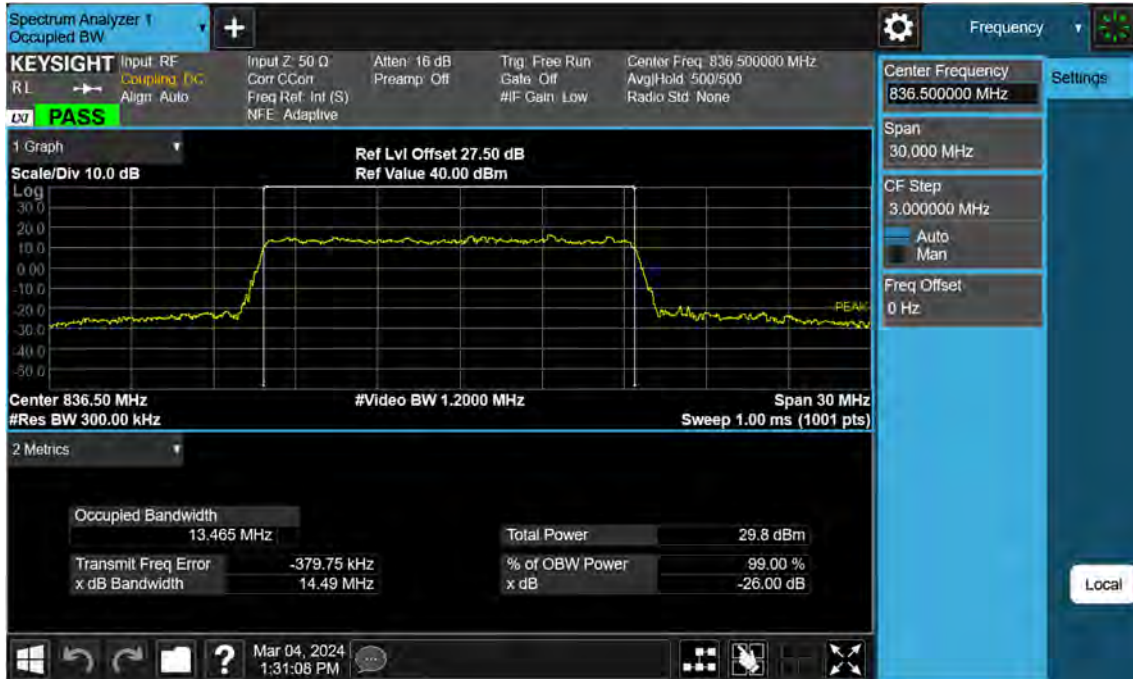 Spectrum Analyzer 1
Occupied BW
Frequency
KEYSIGHT Input: RF
RL Coupling: DC
Align: Auto
LXI PASS
Input Z: 50 Ω
Corr CCorr
Freq Ref: Int (S)
NFE: Adaptive
Atten: 16 dB
Preamp: Off
Trig: Free Run
Gate: Off
#IF Gain: Low
Center Freq: 836.500000 MHz
Avg|Hold: 500/500
Radio Std: None
1 Graph
Scale/Div 10.0 dB
Ref Lvl Offset 27.50 dB
Ref Value 40.00 dBm
Log
30.0
20.0
10.0
0.00
-10.0
-20.0
-30.0
-40.0
-50.0
PEAK
Center 836.50 MHz
#Res BW 300.00 kHz
#Video BW 1.2000 MHz
Span 30 MHz
Sweep 1.00 ms (1001 pts)
2 Metrics
Occupied Bandwidth
13.465 MHz
Total Power 29.8 dBm
Transmit Freq Error -379.75 kHz
x dB Bandwidth 14.49 MHz
% of OBW Power 99.00 %
x dB -26.00 dB
Center Frequency
836.500000 MHz
Settings
Span
30.000 MHz
CF Step
3.000000 MHz
Auto
Man
Freq Offset
0 Hz
Local
?
Mar 04, 2024
1:31:08 PM